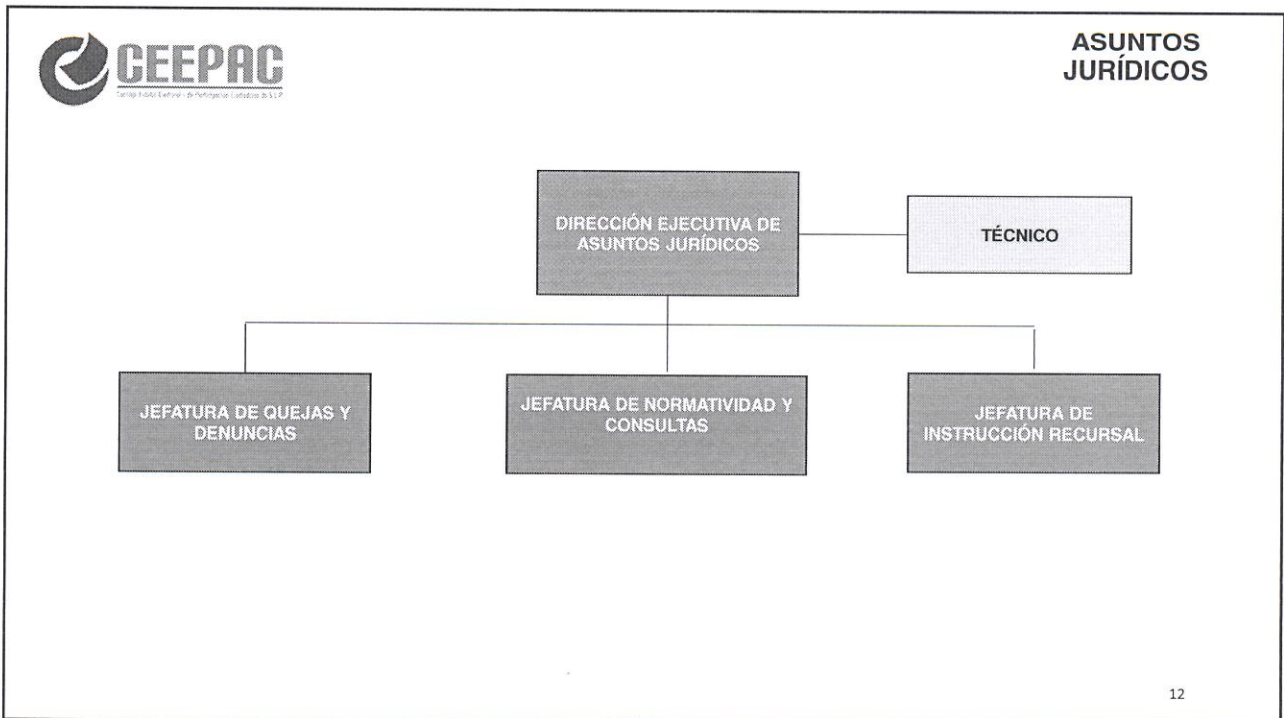 CEEPAC
ASUNTOS
JURÍDICOS
DIRECCIÓN EJECUTIVA DE
ASUNTOS JURÍDICOS
TÉCNICO
JEFATURA DE QUEJAS Y
DENUNCIAS
JEFATURA DE NORMATIVIDAD Y
CONSULTAS
JEFATURA DE
INSTRUCCIÓN RECURSAL
12